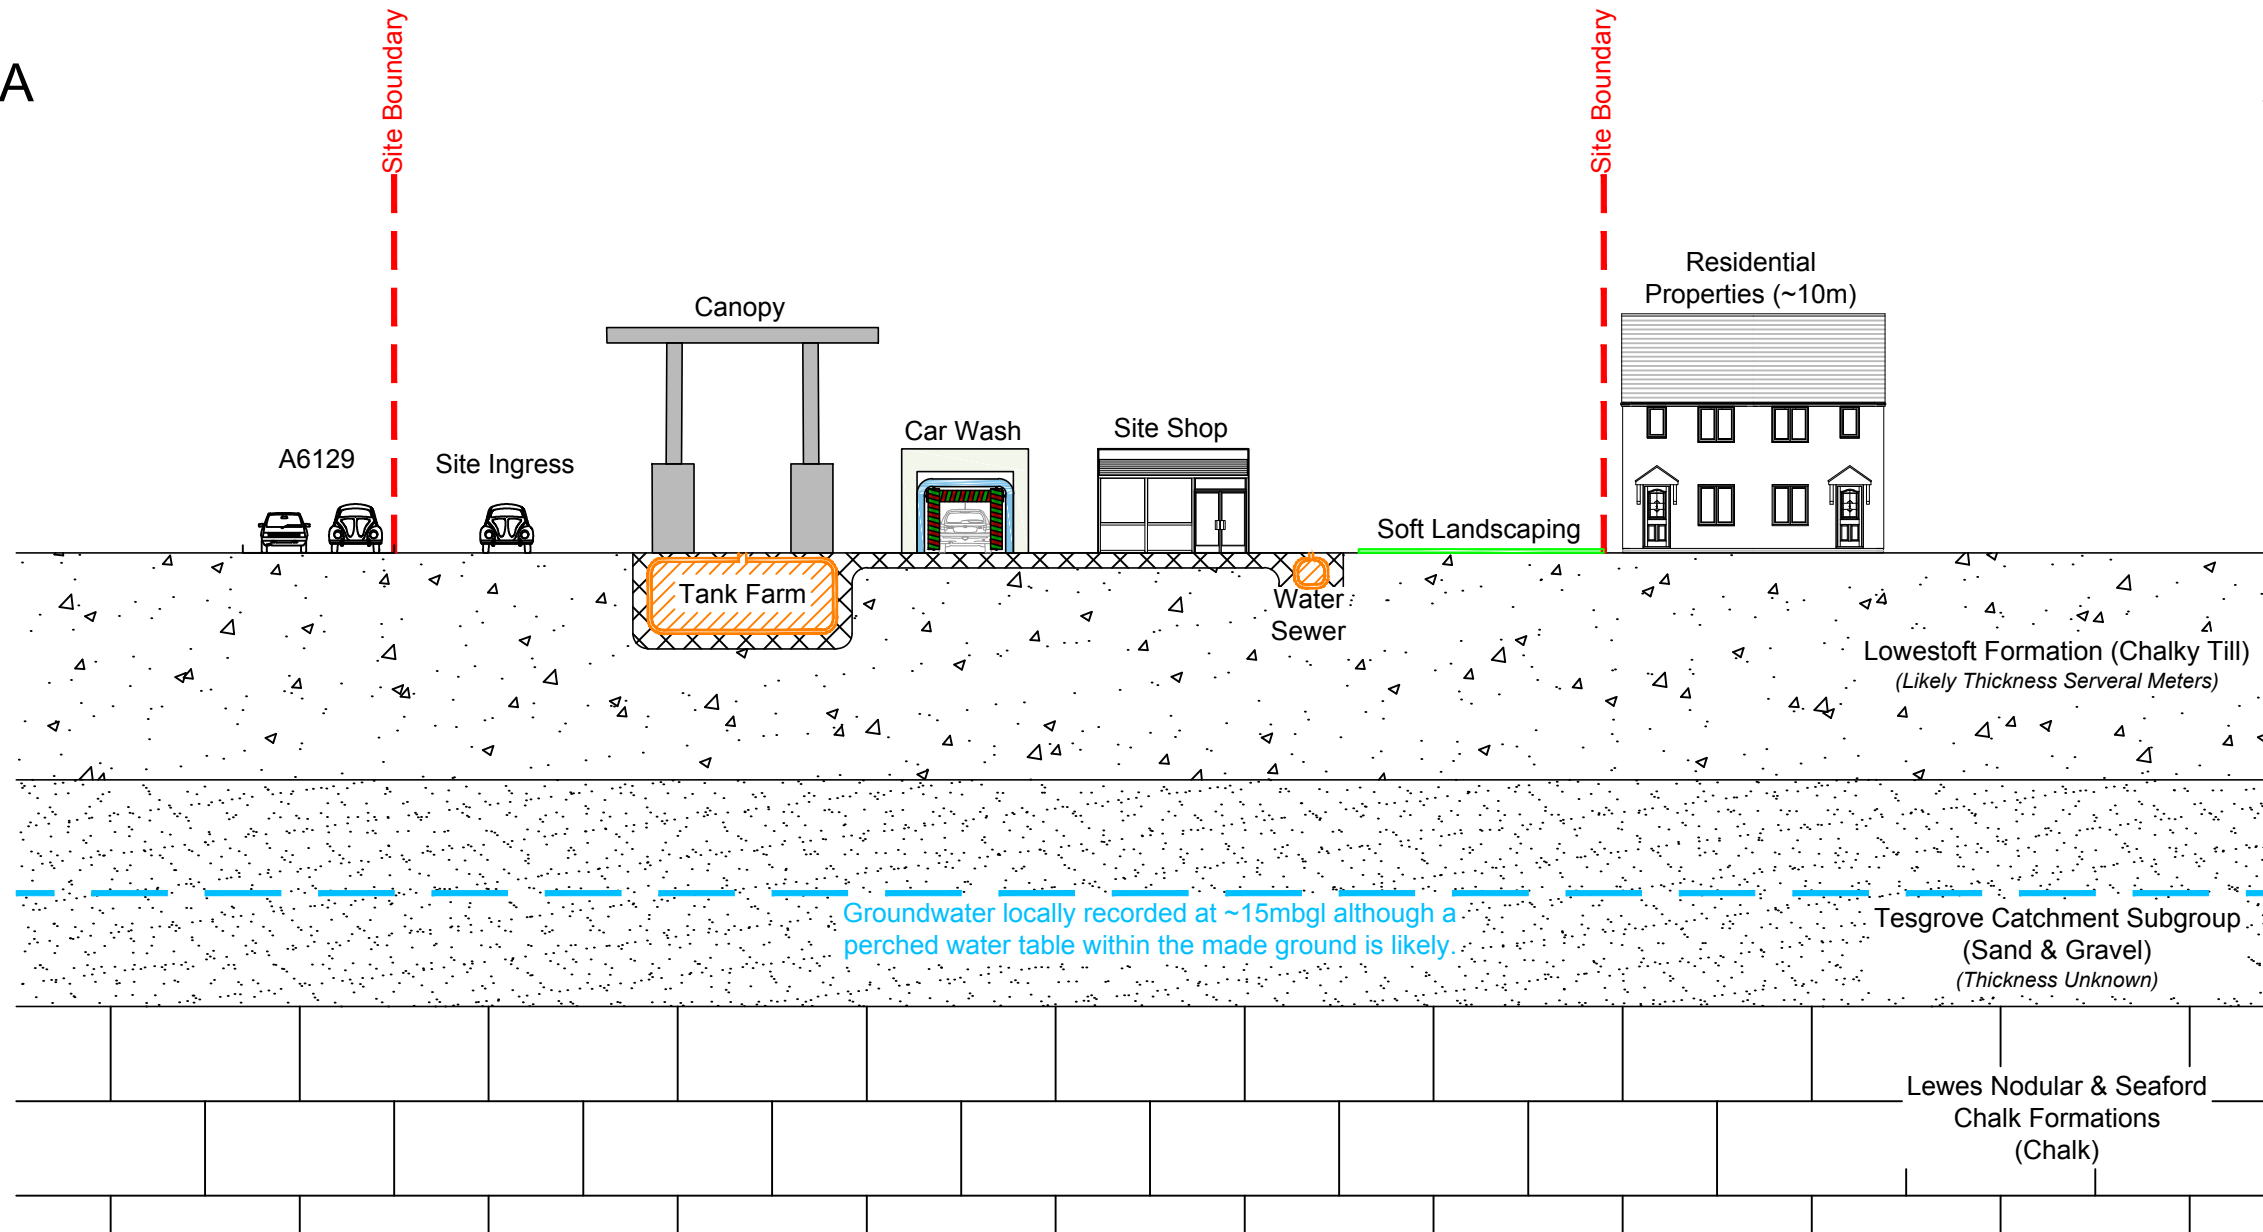 A
Site Boundary
Site Boundary
Residential
Properties (~10m)
Canopy
Car Wash
Site Shop
A6129
Site Ingress
Soft Landscaping
Tank Farm
Water
Sewer
Lowestoft Formation (Chalky Till)
(Likely Thickness Serveral Meters)
Groundwater locally recorded at ~15mbgl although a
perched water table within the made ground is likely.
Tesgrove Catchment Subgroup
(Sand & Gravel)
(Thickness Unknown)
Lewes Nodular & Seaford
Chalk Formations
(Chalk)